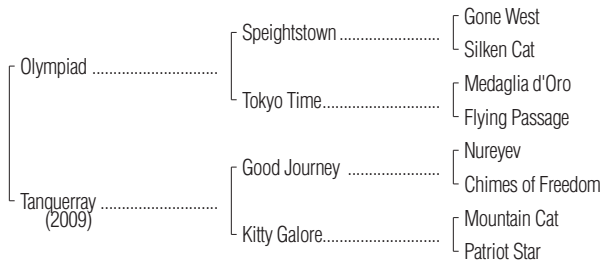 Gone West
Speightstown
Silken Cat
Olympiad
Medaglia d'Oro
Tokyo Time
Flying Passage
Nureyev
Good Journey
Chimes of Freedom
Tanquerray
(2009)
Mountain Cat
Kitty Galore
Patriot Star